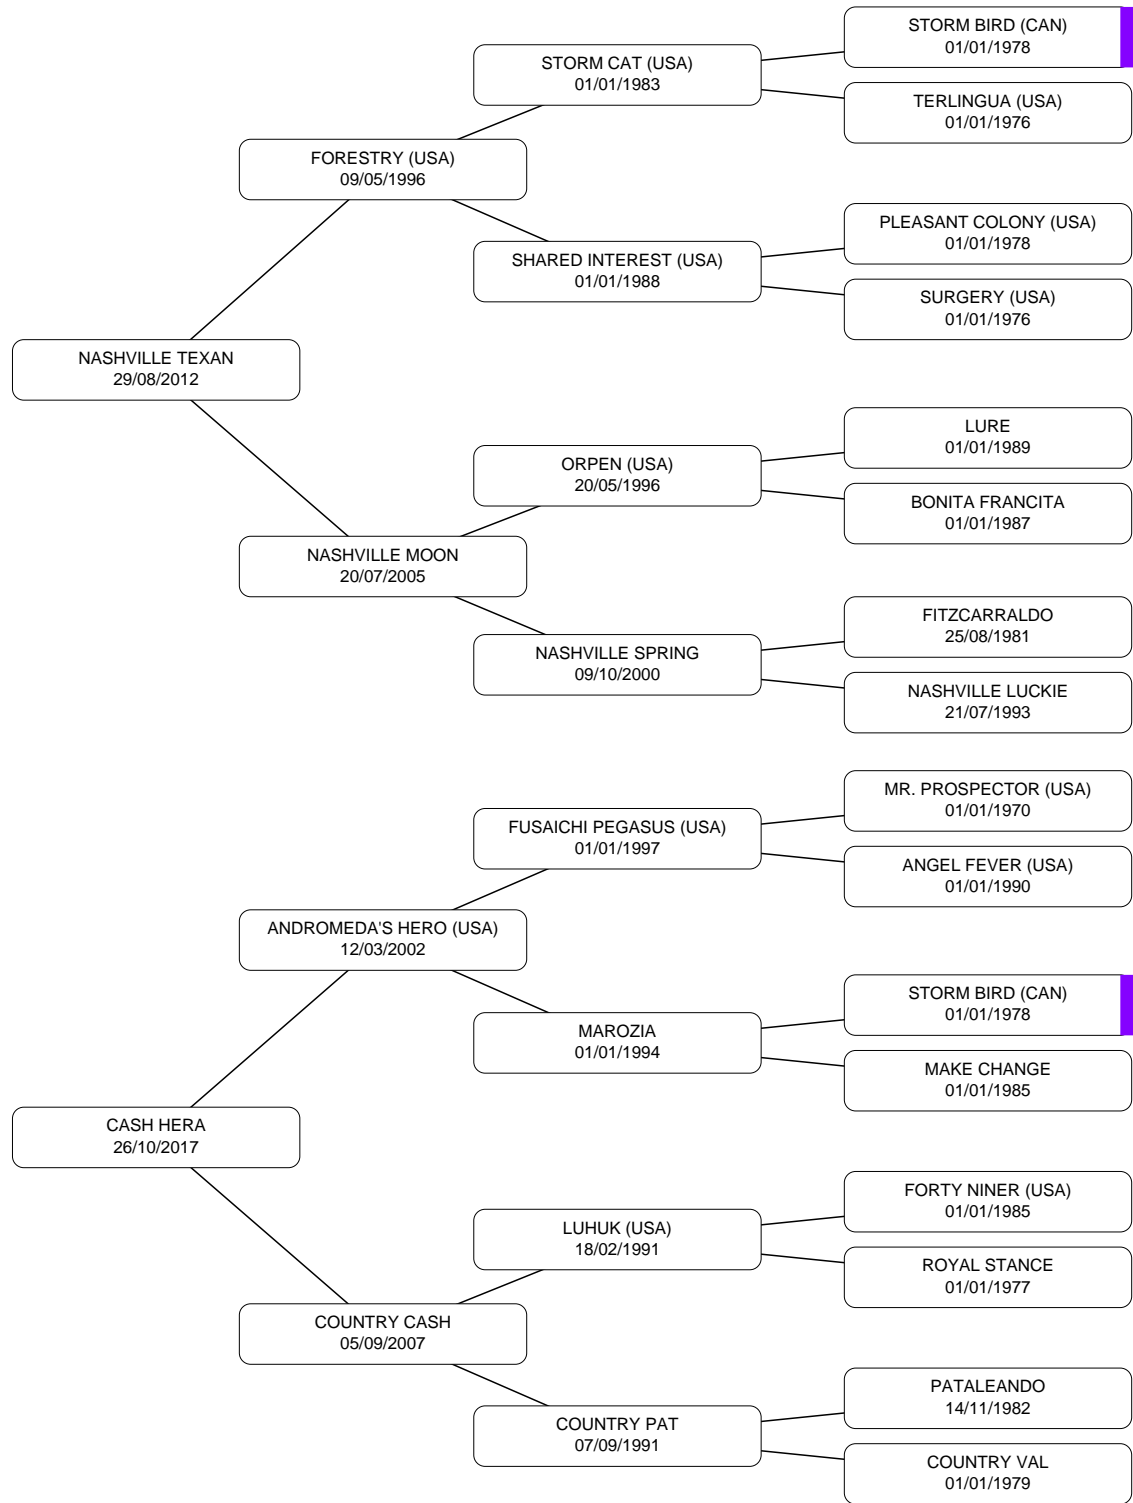 STORM BIRD (CAN)
01/01/1978
STORM CAT (USA)
01/01/1983
TERLINGUA (USA)
01/01/1976
FORESTRY (USA)
09/05/1996
PLEASANT COLONY (USA)
01/01/1978
SHARED INTEREST (USA)
01/01/1988
SURGERY (USA)
01/01/1976
NASHVILLE TEXAN
29/08/2012
LURE
01/01/1989
ORPEN (USA)
20/05/1996
BONITA FRANCITA
01/01/1987
NASHVILLE MOON
20/07/2005
FITZCARRALDO
25/08/1981
NASHVILLE SPRING
09/10/2000
NASHVILLE LUCKIE
21/07/1993
MR. PROSPECTOR (USA)
01/01/1970
FUSAICHI PEGASUS (USA)
01/01/1997
ANGEL FEVER (USA)
01/01/1990
ANDROMEDA'S HERO (USA)
12/03/2002
STORM BIRD (CAN)
01/01/1978
MAROZIA
01/01/1994
MAKE CHANGE
01/01/1985
CASH HERA
26/10/2017
FORTY NINER (USA)
01/01/1985
LUHUK (USA)
18/02/1991
ROYAL STANCE
01/01/1977
COUNTRY CASH
05/09/2007
PATALEANDO
14/11/1982
COUNTRY PAT
07/09/1991
COUNTRY VAL
01/01/1979